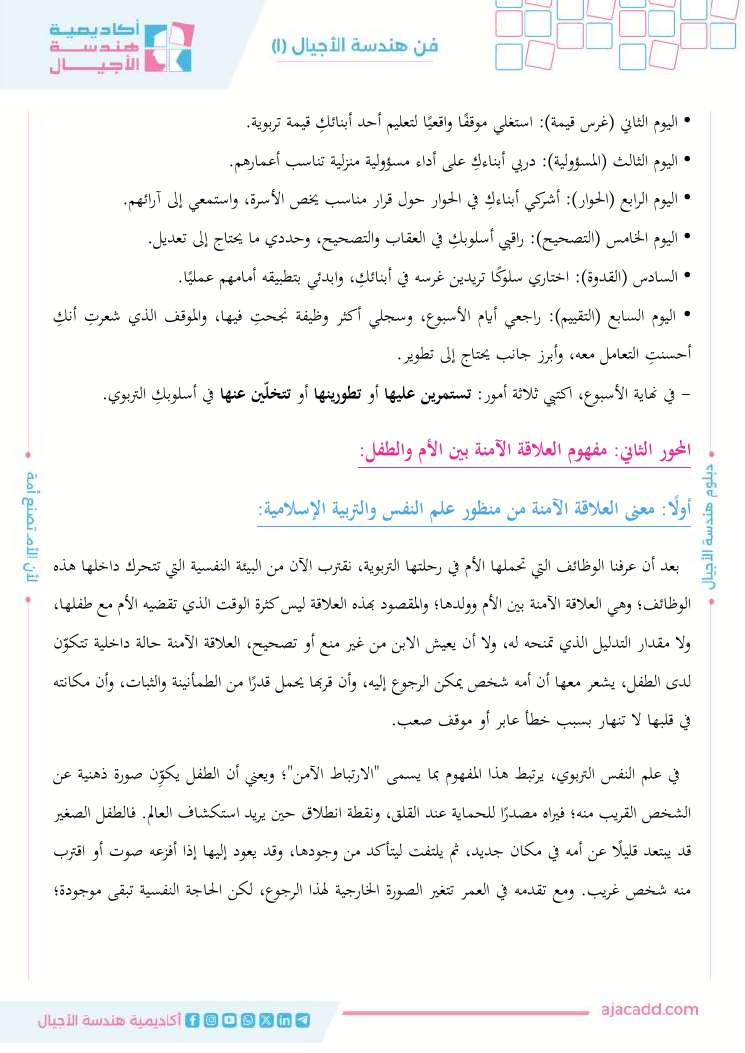 فن هندسة الأجيال (١)
أكاديمية
هندسة
الأجيال
• اليوم الثاني (غرس قيمة): استغلي موقفًا واقعيًا لتعليم أحد أبنائكِ قيمة تربوية.
• اليوم الثالث (المسؤولية): دربي أبناءكِ على أداء مسؤولية منزلية تناسب أعمارهم.
• اليوم الرابع (الحوار): أشركي أبناءكِ في الحوار حول قرار مناسب يخص الأسرة، واستمعي إلى آرائهم.
• اليوم الخامس (التصحيح): راقبي أسلوبكِ في العقاب والتصحيح، وحددي ما يحتاج إلى تعديل.
• السادس (القدوة): اختاري سلوكًا تريدين غرسه في أبنائكِ، وابدئي بتطبيقه أمامهم عمليًا.
• اليوم السابع (التقييم): راجعي أيام الأسبوع، وسجلي أكثر وظيفة نجحتِ فيها، والموقف الذي شعرتِ أنكِ
أحسنتِ التعامل معه، وأبرز جانب يحتاج إلى تطوير.
– في نهاية الأسبوع، اكتبي ثلاثة أمور: تستمرين عليها أو تطورينها أو تتخلّين عنها في أسلوبكِ التربوي.
المحور الثاني: مفهوم العلاقة الآمنة بين الأم والطفل:
أولًا: معنى العلاقة الآمنة من منظور علم النفس والتربية الإسلامية:
بعد أن عرفنا الوظائف التي تحملها الأم في رحلتها التربوية، نقترب الآن من البيئة النفسية التي تتحرك داخلها هذه
الوظائف؛ وهي العلاقة الآمنة بين الأم وولدها؛ والمقصود بهذه العلاقة ليس كثرة الوقت الذي تقضيه الأم مع طفلها،
ولا مقدار التدليل الذي تمنحه له، ولا أن يعيش الابن من غير منع أو تصحيح، العلاقة الآمنة حالة داخلية تتكوّن
لدى الطفل، يشعر معها أن أمه شخص يمكن الرجوع إليه، وأن قربها يحمل قدرًا من الطمأنينة والثبات، وأن مكانته
في قلبها لا تنهار بسبب خطأ عابر أو موقف صعب.
في علم النفس التربوي، يرتبط هذا المفهوم بما يسمى "الارتباط الآمن"؛ ويعني أن الطفل يكوِّن صورة ذهنية عن
الشخص القريب منه؛ فيراه مصدرًا للحماية عند القلق، ونقطة انطلاق حين يريد استكشاف العالم. فالطفل الصغير
قد يبتعد قليلًا عن أمه في مكان جديد، ثم يلتفت ليتأكد من وجودها، وقد يعود إليها إذا أفزعه صوت أو اقترب
منه شخص غريب. ومع تقدمه في العمر تتغير الصورة الخارجية لهذا الرجوع، لكن الحاجة النفسية تبقى موجودة؛
دبلوم هندسة الأجيال
لأن الأم تصنع أمة
ajacadd.com
أكاديمية هندسة الأجيال